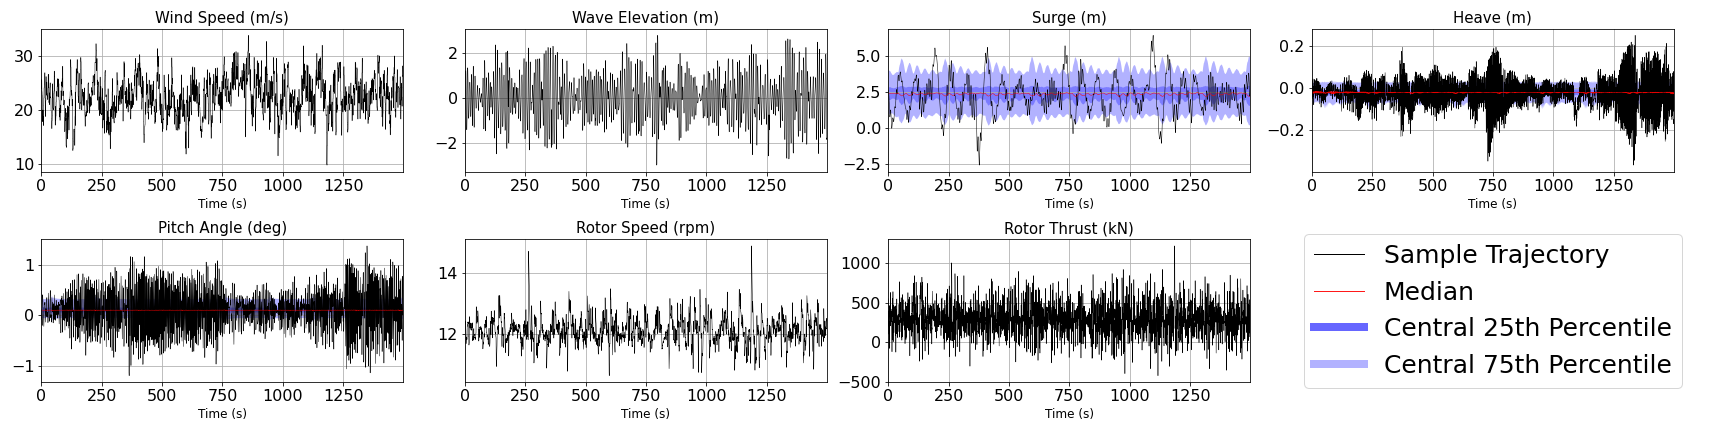 Wind Speed (m/s)
30
20
10
0 250 500 750 1000 1250
Time (s)
Wave Elevation (m)
2
0
−2
0 250 500 750 1000 1250
Time (s)
Surge (m)
5.0
2.5
0.0
−2.5
0 250 500 750 1000 1250
Time (s)
Heave (m)
0.2
0.0
−0.2
0 250 500 750 1000 1250
Time (s)
Pitch Angle (deg)
1
0
−1
0 250 500 750 1000 1250
Time (s)
Rotor Speed (rpm)
14
12
0 250 500 750 1000 1250
Time (s)
Rotor Thrust (kN)
1000
500
0
−500
0 250 500 750 1000 1250
Time (s)
Sample Trajectory
Median
Central 25th Percentile
Central 75th Percentile